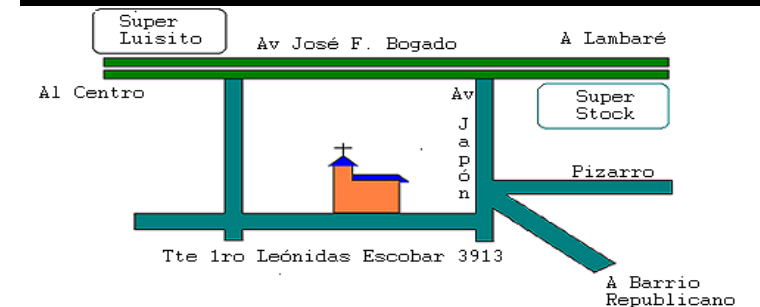 Super
Luisito
Av José F. Bogado
A Lambaré
Al Centro
Av Japón
Super
Stock
Pizarro
Tte 1ro Leónidas Escobar 3913
A Barrio
Republicano